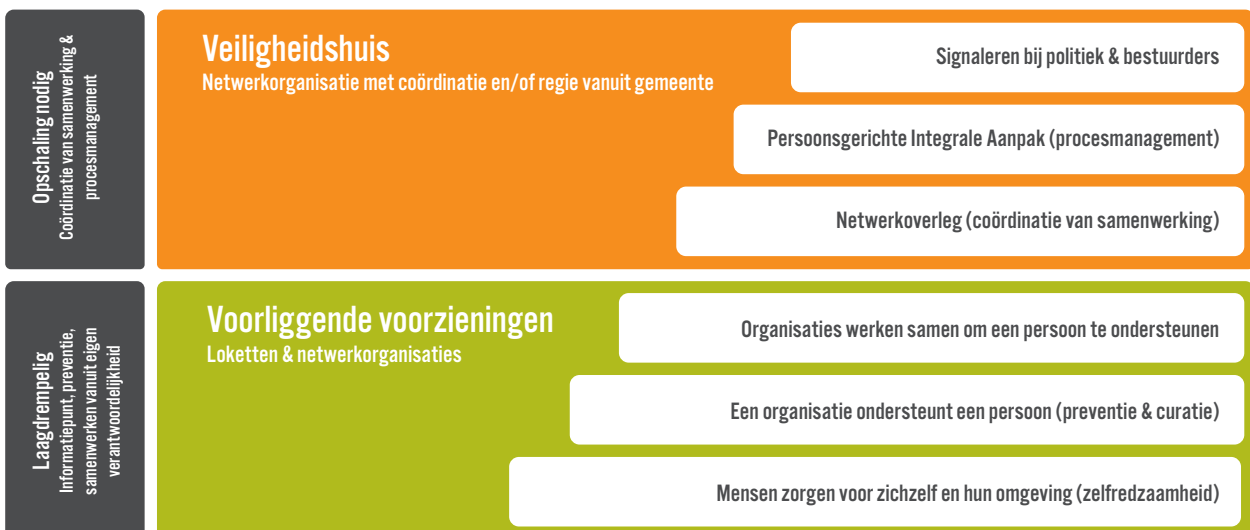 Opschaling nodig
Coördinatie van samenwerking &
procesmanagement
Veiligheidshuis
Netwerkorganisatie met coördinatie en/of regie vanuit gemeente
Signaleren bij politiek & bestuurders
Persoonsgerichte Integrale Aanpak (procesmanagement)
Netwerkoverleg (coördinatie van samenwerking)
Laagdrempelig
Informatiepunt, preventie,
samenwerken vanuit eigen
verantwoordelijkheid
Voorliggende voorzieningen
Loketten & netwerkorganisaties
Organisaties werken samen om een persoon te ondersteunen
Een organisatie ondersteunt een persoon (preventie & curatie)
Mensen zorgen voor zichzelf en hun omgeving (zelfredzaamheid)